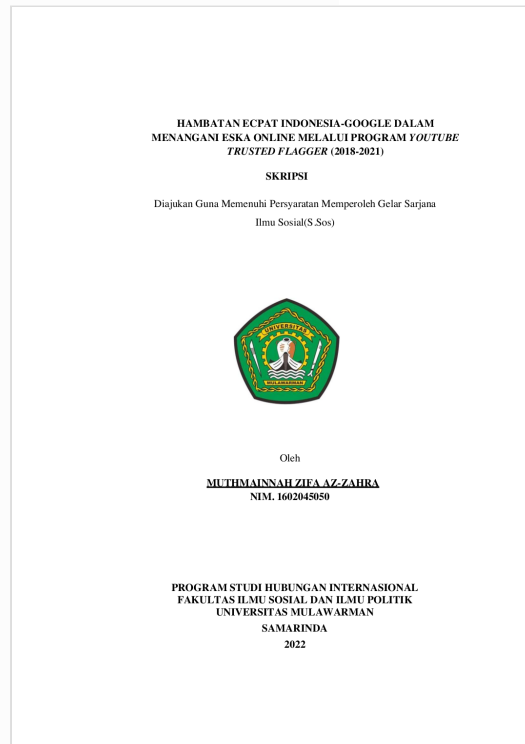 HAMBATAN ECPAT INDONESIA-GOOGLE DALAM
MENANGANI ESKA ONLINE MELALUI PROGRAM YOUTUBE
TRUSTED FLAGGER (2018-2021)
SKRIPSI
Diajukan Guna Memenuhi Persyaratan Memperoleh Gelar Sarjana
Ilmu Sosial(S.Sos)
UNIVERSITAS
MULAWARMAN
Oleh
MUTHMAINNAH ZIFA AZ-ZAHRA
NIM. 1602045050
PROGRAM STUDI HUBUNGAN INTERNASIONAL
FAKULTAS ILMU SOSIAL DAN ILMU POLITIK
UNIVERSITAS MULAWARMAN
SAMARINDA
2022